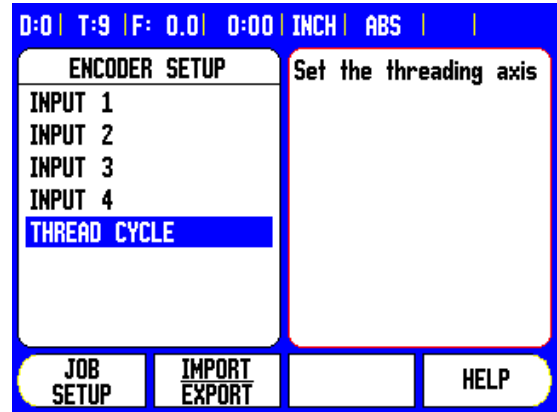 D:0 | T:9 | F: 0.0 | 0:00 | INCH | ABS | |
ENCODER SETUP
INPUT 1
INPUT 2
INPUT 3
INPUT 4
THREAD CYCLE
Set the threading axis
JOB SETUP
IMPORT EXPORT
HELP